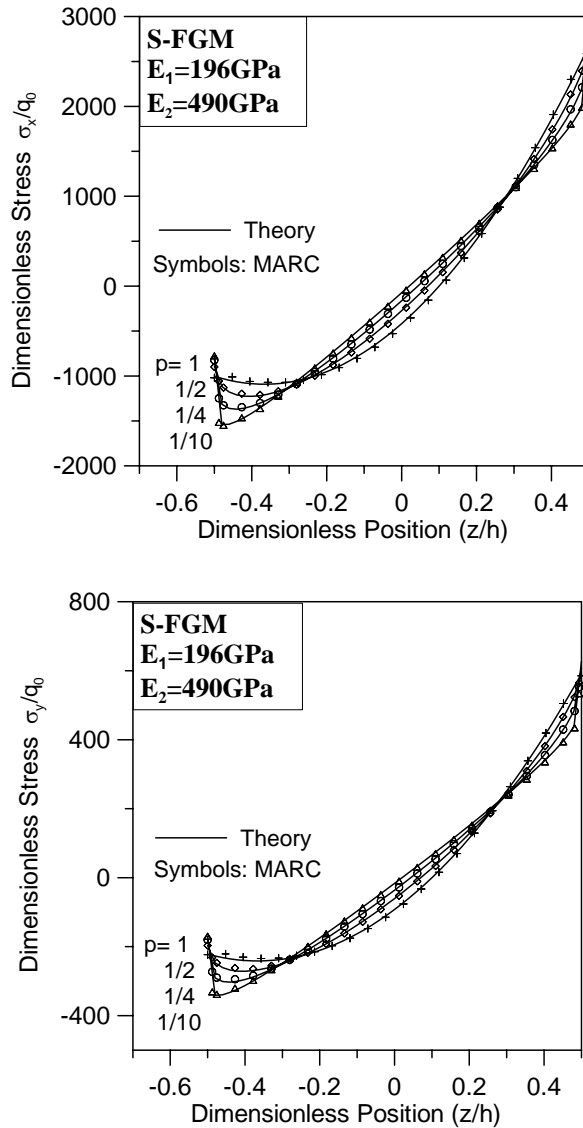 3000
S-FGM
E₁=196GPa
E₂=490GPa
2000
1000
Dimensionless Stress σₓ/q₀
Theory
Symbols: MARC
0
p= 1
-1000
1/2
1/4
1/10
-2000
-0.6 -0.4 -0.2 0 0.2 0.4
Dimensionless Position (z/h)
800
S-FGM
E₁=196GPa
E₂=490GPa
400
Dimensionless Stress σy/q₀
Theory
Symbols: MARC
0
p= 1
1/2
1/4
-400
1/10
-0.6 -0.4 -0.2 0 0.2 0.4
Dimensionless Position (z/h)